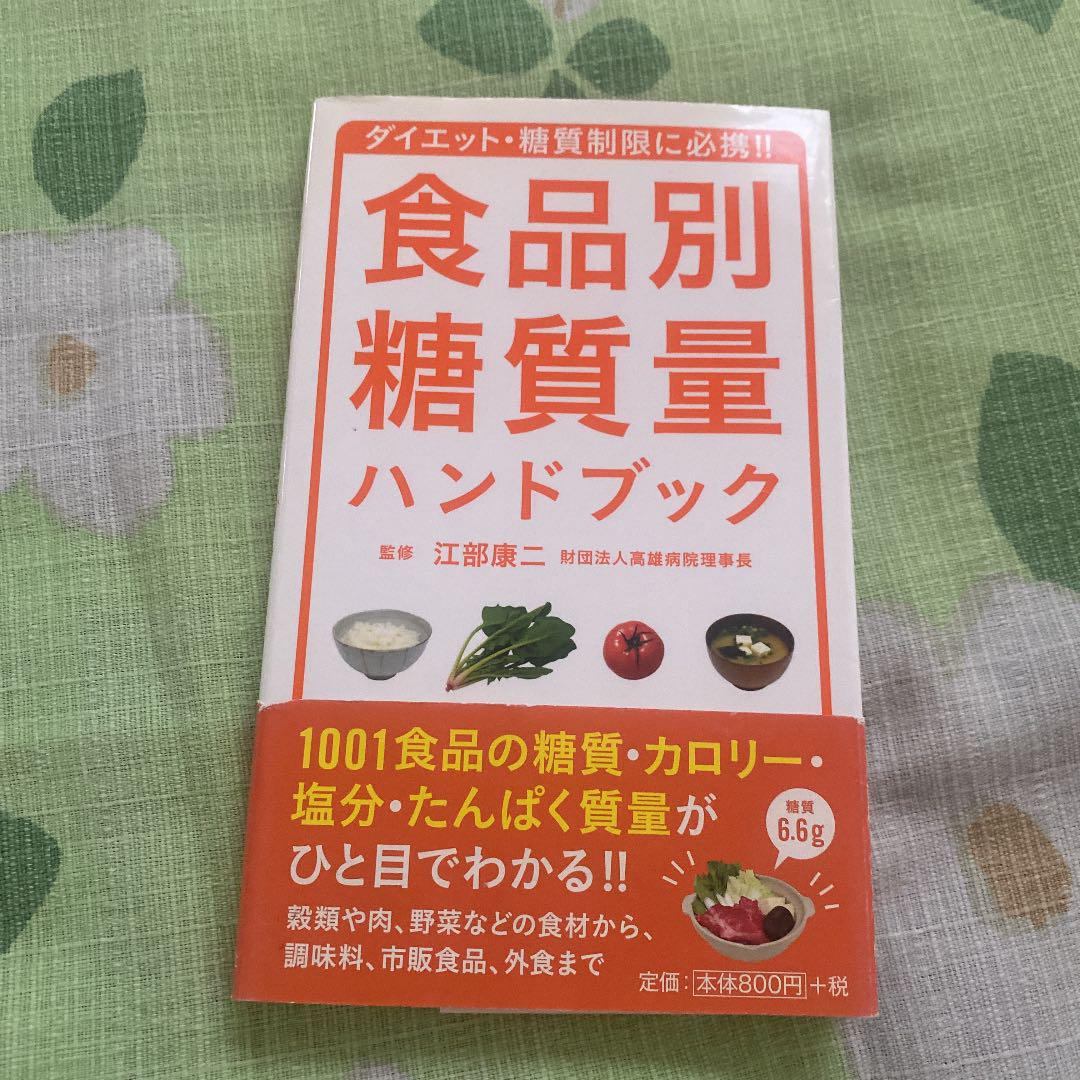 ダイエット・糖質制限に必携!!
食品別
糖質量
ハンドブック
監修 江部康二 財団法人高雄病院理事長
1001食品の糖質・カロリー・
塩分・たんぱく質量が
ひと目でわかる!!
糖質
6.6g
穀類や肉、野菜などの食材から、
調味料、市販食品、外食まで
定価：本体800円+税